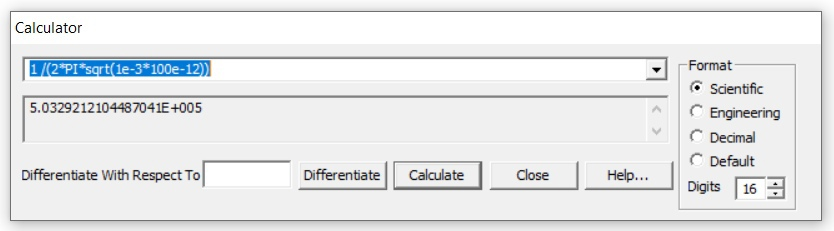 Calculator
1 /(2*PI*sqrt(1e-3*100e-12))
5.0329212104487041E+005
Differentiate With Respect To
Differentiate
Calculate
Close
Help...
Format
Scientific
Engineering
Decimal
Default
Digits 16